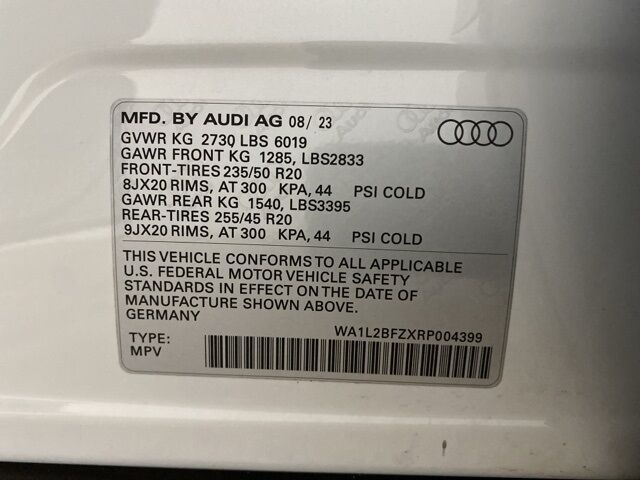 MFD. BY AUDI AG 08/ 23
GVWR KG 2730 LBS 6019
GAWR FRONT KG 1285, LBS2833
FRONT-TIRES 235/50 R20
8JX20 RIMS, AT 300 KPA, 44 PSI COLD
GAWR REAR KG 1540, LBS3395
REAR-TIRES 255/45 R20
9JX20 RIMS, AT 300 KPA, 44 PSI COLD
THIS VEHICLE CONFORMS TO ALL APPLICABLE
U.S. FEDERAL MOTOR VEHICLE SAFETY
STANDARDS IN EFFECT ON THE DATE OF
MANUFACTURE SHOWN ABOVE.
GERMANY
WA1L2BFZXRP004399
TYPE:
MPV